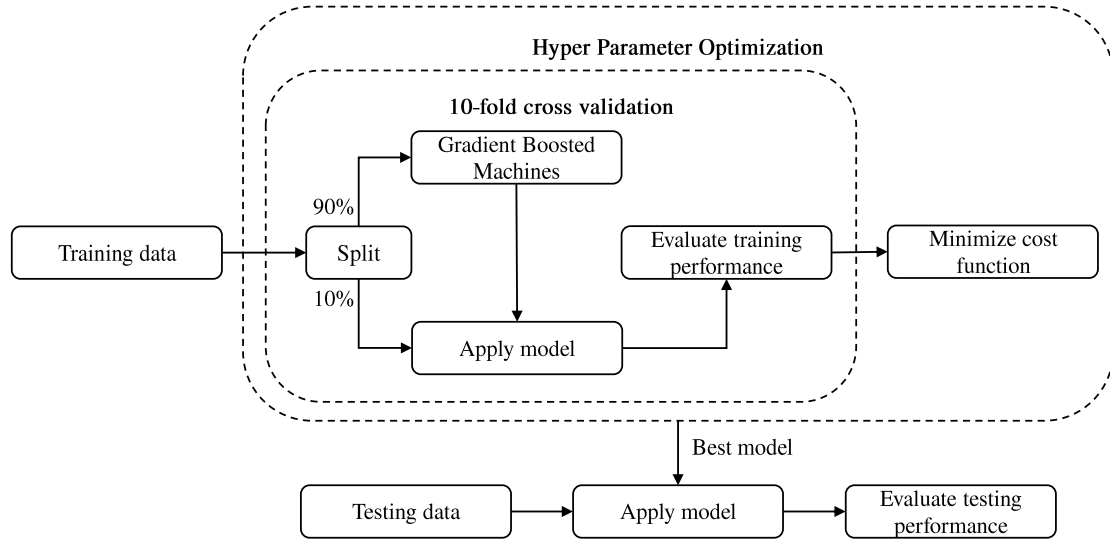 Hyper Parameter Optimization
10-fold cross validation
Gradient Boosted
Machines
90%
Training data
Split
Evaluate training
performance
Minimize cost
function
10%
Apply model
Best model
Testing data
Apply model
Evaluate testing
performance